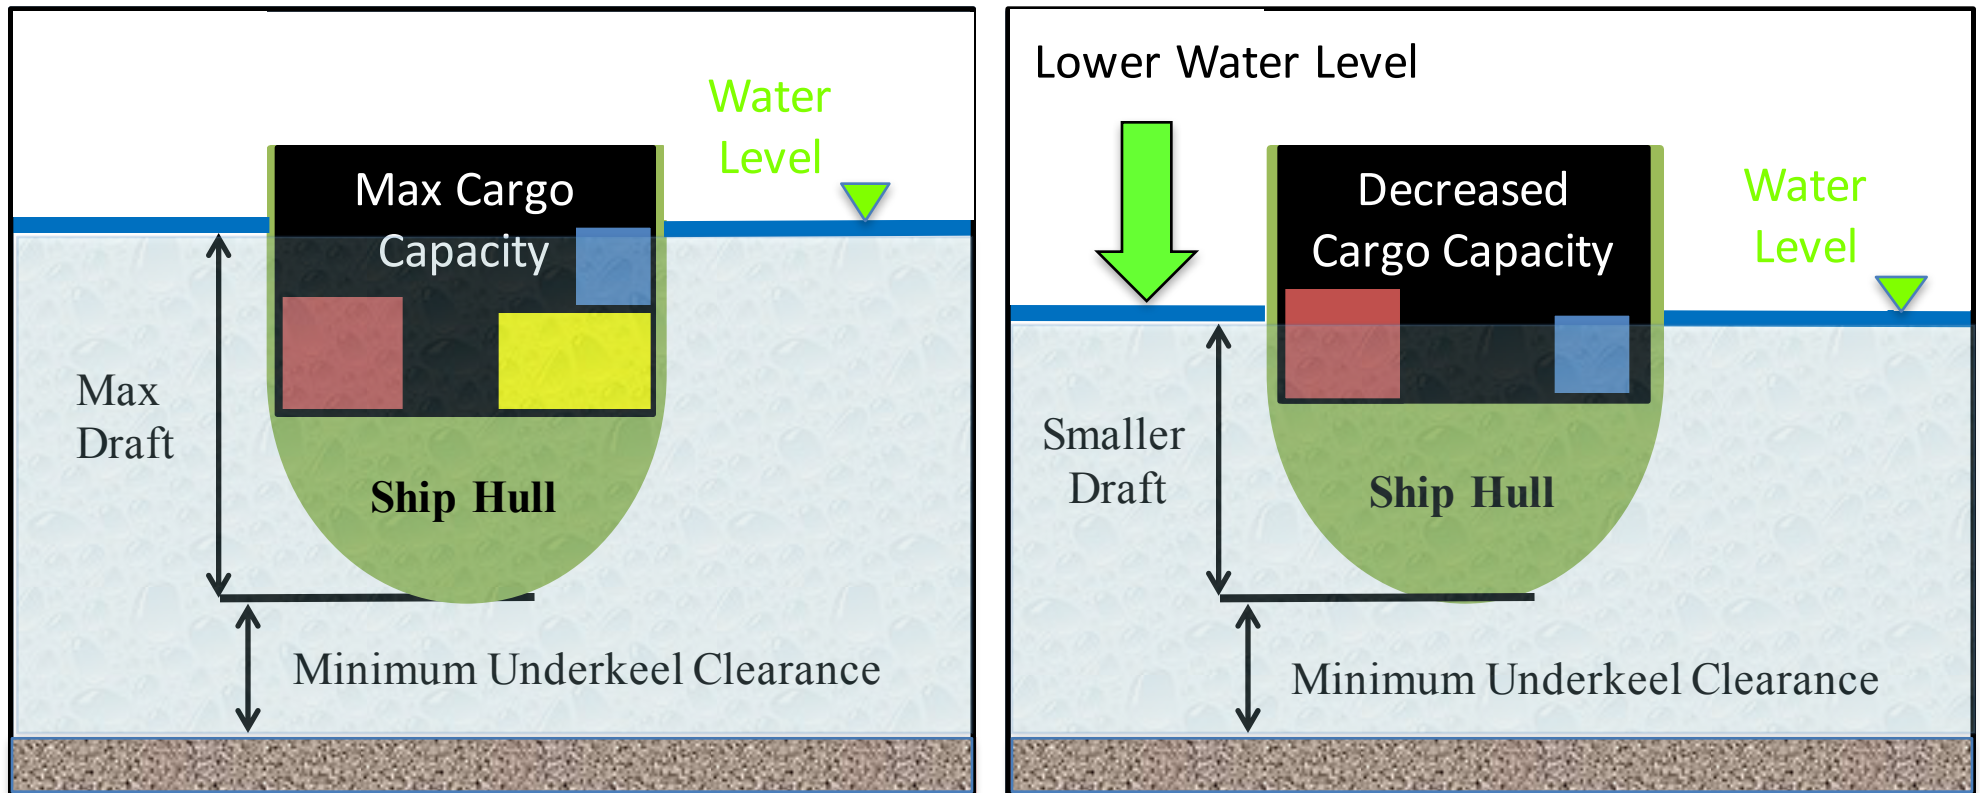 Water
Level
Max Cargo
Capacity
Max
Draft
Ship Hull
Minimum Underkeel Clearance
Lower Water Level
Decreased
Cargo Capacity
Water
Level
Smaller
Draft
Ship Hull
Minimum Underkeel Clearance